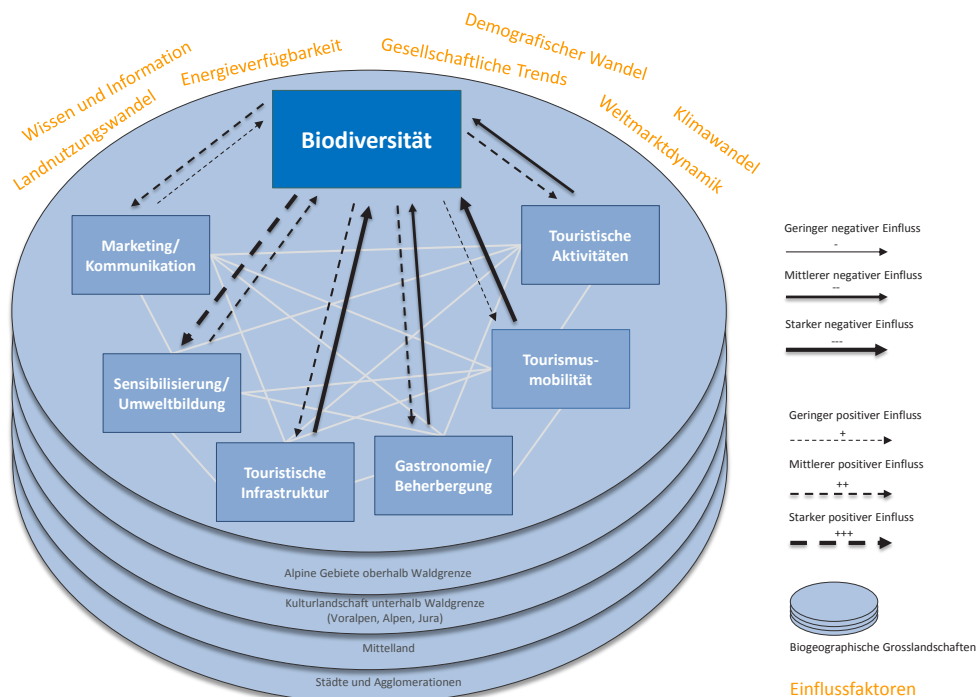 Wissen und Information
Landnutzungswandel
Energieverfügbarkeit
Gesellschaftliche Trends
Demografischer Wandel
Weltmarktdynamik
Klimawandel
Biodiversität
Marketing/
Kommunikation
Touristische
Aktivitäten
Sensibilisierung/
Umweltbildung
Tourismus-
mobilität
Touristische
Infrastruktur
Gastronomie/
Beherbergung
Alpine Gebiete oberhalb Waldgrenze
Kulturlandschaft unterhalb Waldgrenze
(Voralpen, Alpen, Jura)
Mittelland
Städte und Agglomerationen
Geringer negativer Einfluss
-
Mittlerer negativer Einfluss
--
Starker negativer Einfluss
---
Geringer positiver Einfluss
+
Mittlerer positiver Einfluss
++
Starker positiver Einfluss
+++
Biogeographische Grosslandschaften
Einflussfaktoren